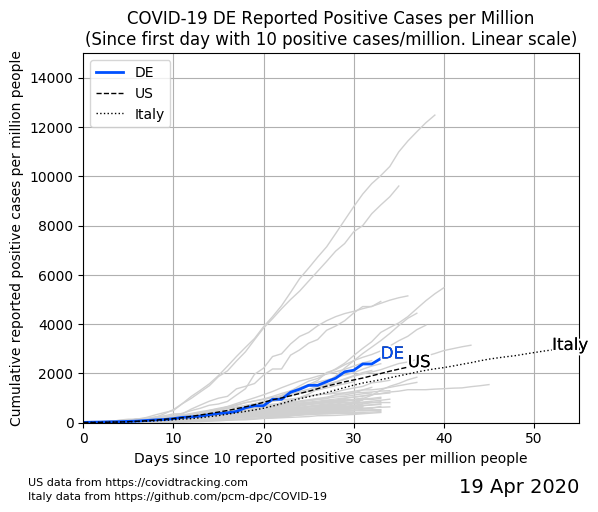 COVID-19 DE Reported Positive Cases per Million
(Since first day with 10 positive cases/million. Linear scale)
Cumulative reported positive cases per million people
14000
12000
10000
8000
6000
4000
2000
0
DE
US
Italy
DE
US
Italy
0 10 20 30 40 50
Days since 10 reported positive cases per million people
US data from https://covidtracking.com
Italy data from https://github.com/pcm-dpc/COVID-19
19 Apr 2020